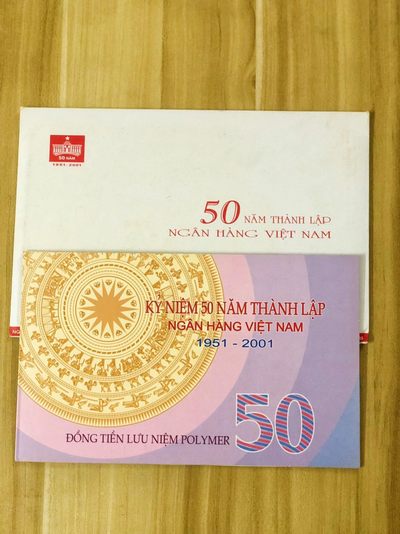 50 NĂM
1951-2001
50 NĂM THÀNH LẬP
NGÂN HÀNG VIỆT NAM
KỶ NIỆM 50 NĂM THÀNH LẬP
NGÂN HÀNG VIỆT NAM
1951 - 2001
ĐỒNG TIỀN LƯU NIỆM POLYMER
50